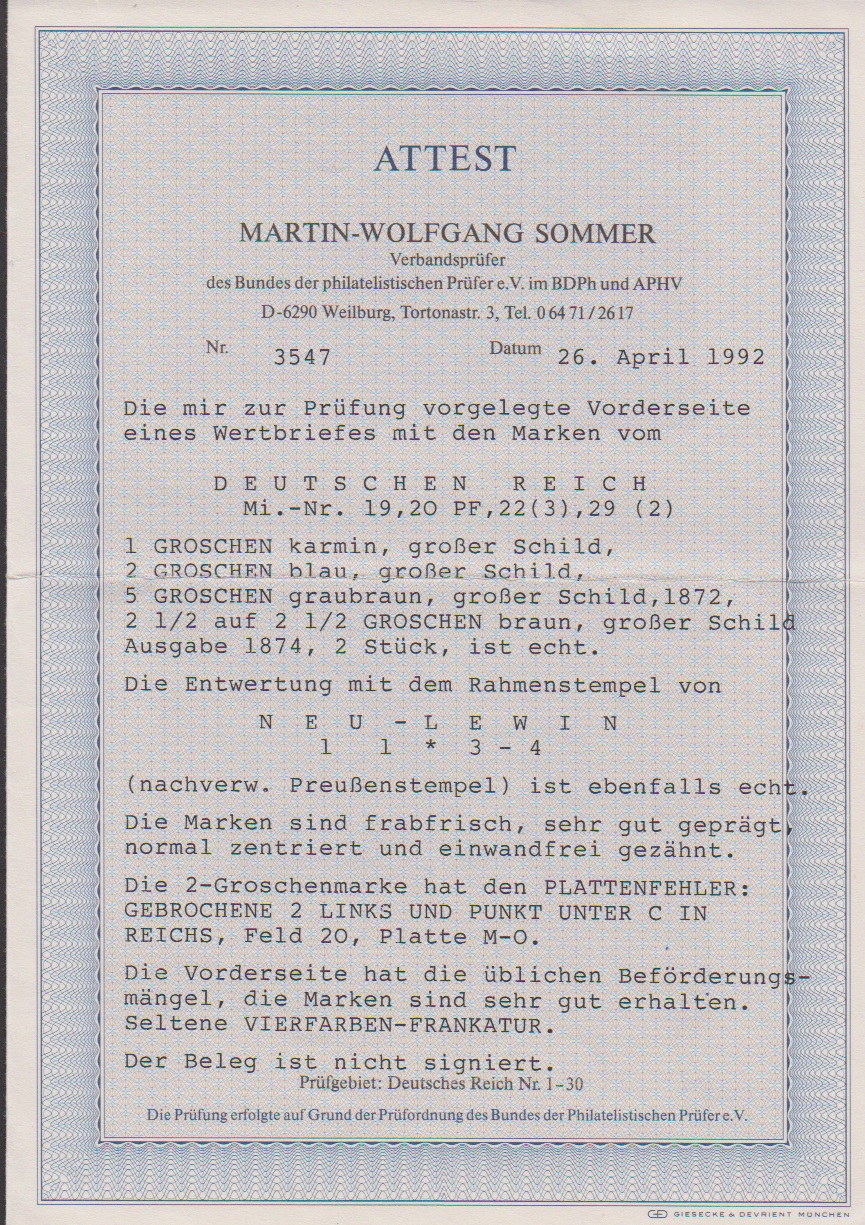 ATTEST
MARTIN-WOLFGANG SOMMER
Verbandsprüfer
des Bundes der philatelistischen Prüfer e.V. im BDPh und APHV
D-6290 Weilburg, Tortonastr. 3, Tel. 0 64 71 / 26 17
Nr. 3547 Datum 26. April 1992
Die mir zur Prüfung vorgelegte Vorderseite
eines Wertbriefes mit den Marken vom
D E U T S C H E N   R E I C H
Mi.-Nr. 19,20 PF,22(3),29 (2)
1 GROSCHEN karmin, großer Schild,
2 GROSCHEN blau, großer Schild,
5 GROSCHEN graubraun, großer Schild,1872,
2 1/2 auf 2 1/2 GROSCHEN braun, großer Schild
Ausgabe 1874, 2 Stück, ist echt.
Die Entwertung mit dem Rahmenstempel von
N E U - L E W I N
1 1 * 3 - 4
(nachverw. Preußenstempel) ist ebenfalls echt.
Die Marken sind frabfrisch, sehr gut geprägt,
normal zentriert und einwandfrei gezähnt.
Die 2-Groschenmarke hat den PLATTENFEHLER:
GEBROCHENE 2 LINKS UND PUNKT UNTER C IN
REICHS, Feld 20, Platte M-O.
Die Vorderseite hat die üblichen Beförderungs-
mängel, die Marken sind sehr gut erhalten.
Seltene VIERFARBEN-FRANKATUR.
Der Beleg ist nicht signiert.
Prüfgebiet: Deutsches Reich Nr. 1-30
Die Prüfung erfolgte auf Grund der Prüfordnung des Bundes der Philatelistischen Prüfer e.V.
GIESECKE & DEVRIENT MÜNCHEN